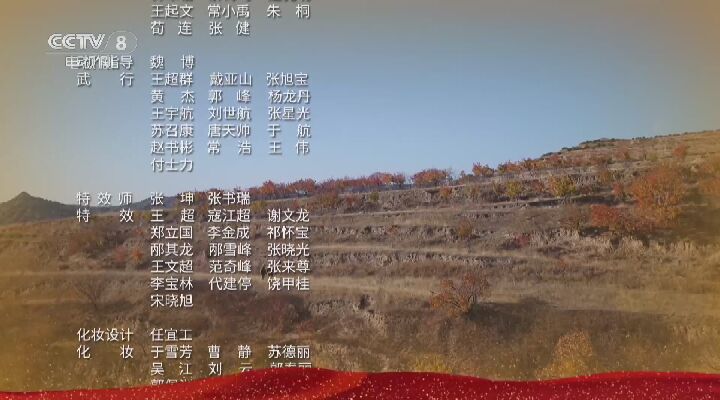 王起文 常小禹 朱 柯
荀 连 张 健
CCTV 8
动作指导 魏 博
武 行 王超群 戴亚山 张旭宝
黄 杰 郭 峰 杨龙丹
王宇航 刘世航 张星光
苏召康 唐天帅 于 航
赵书彬 常 浩 王 伟
付士力
特效师 张 坤 张书瑞
特 效 王 超 寇江超 谢文龙
郑立国 李金成 祁怀宝
邴其龙 邴雪峰 张晓光
王文超 范奇峰 张来尊
李宝林 代建停 饶甲桂
宋晓旭
化妆设计 任宜工
化 妆 于雪芳 曹 静 苏德丽
吴 江 刘 云